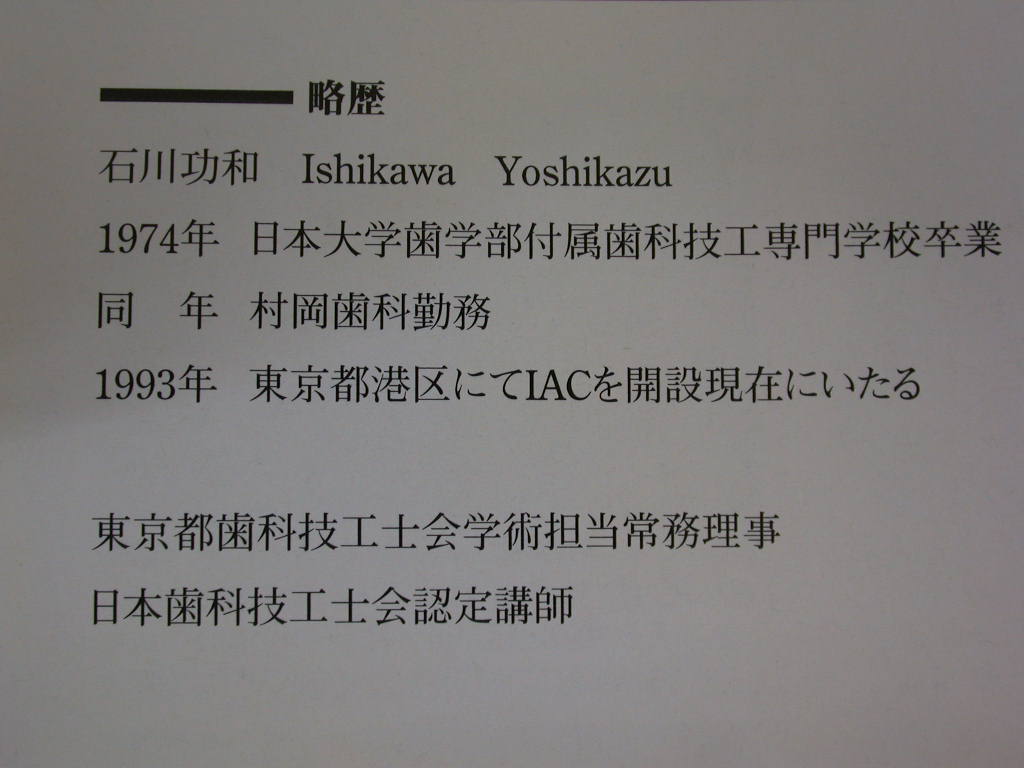 略歴
石川功和　Ishikawa　Yoshikazu
1974年　日本大学歯学部付属歯科技工専門学校卒業
同　年　村岡歯科勤務
1993年　東京都港区にてIACを開設現在にいたる
東京都歯科技工士会学術担当常務理事
日本歯科技工士会認定講師